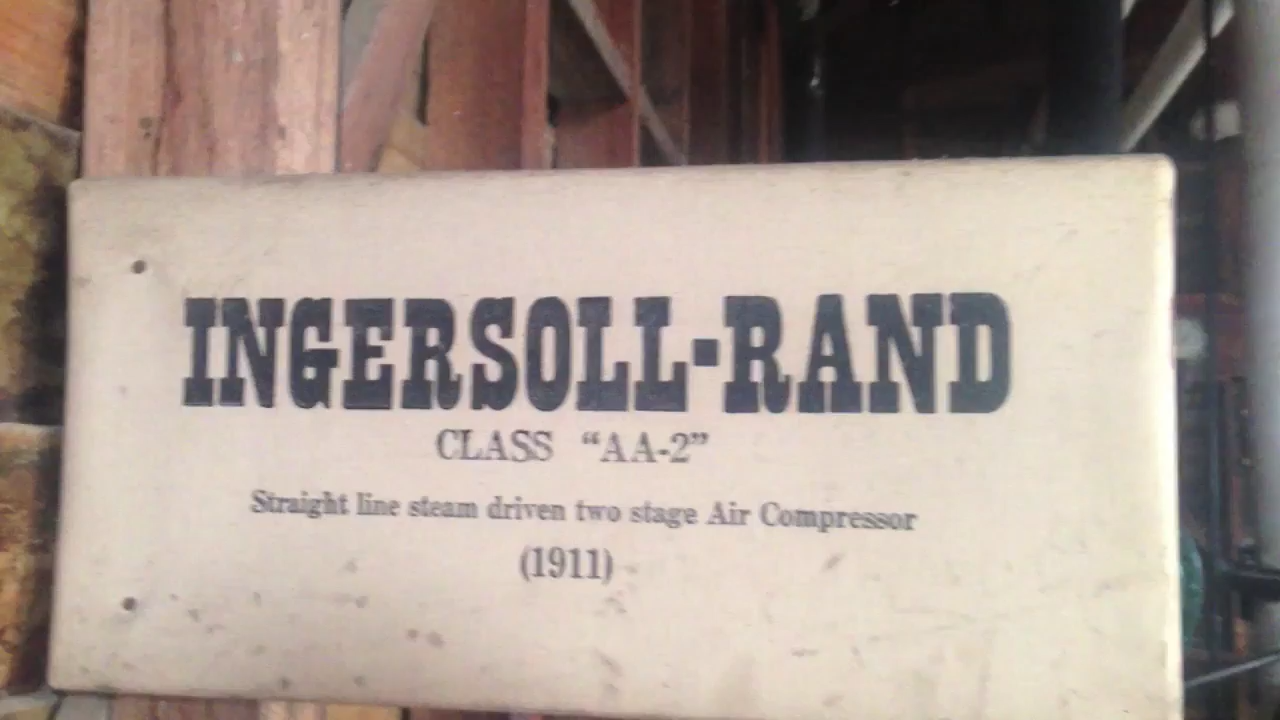 INGERSOLL-RAND
CLASS “AA-2”
Straight line steam driven two stage Air Compressor
(1911)